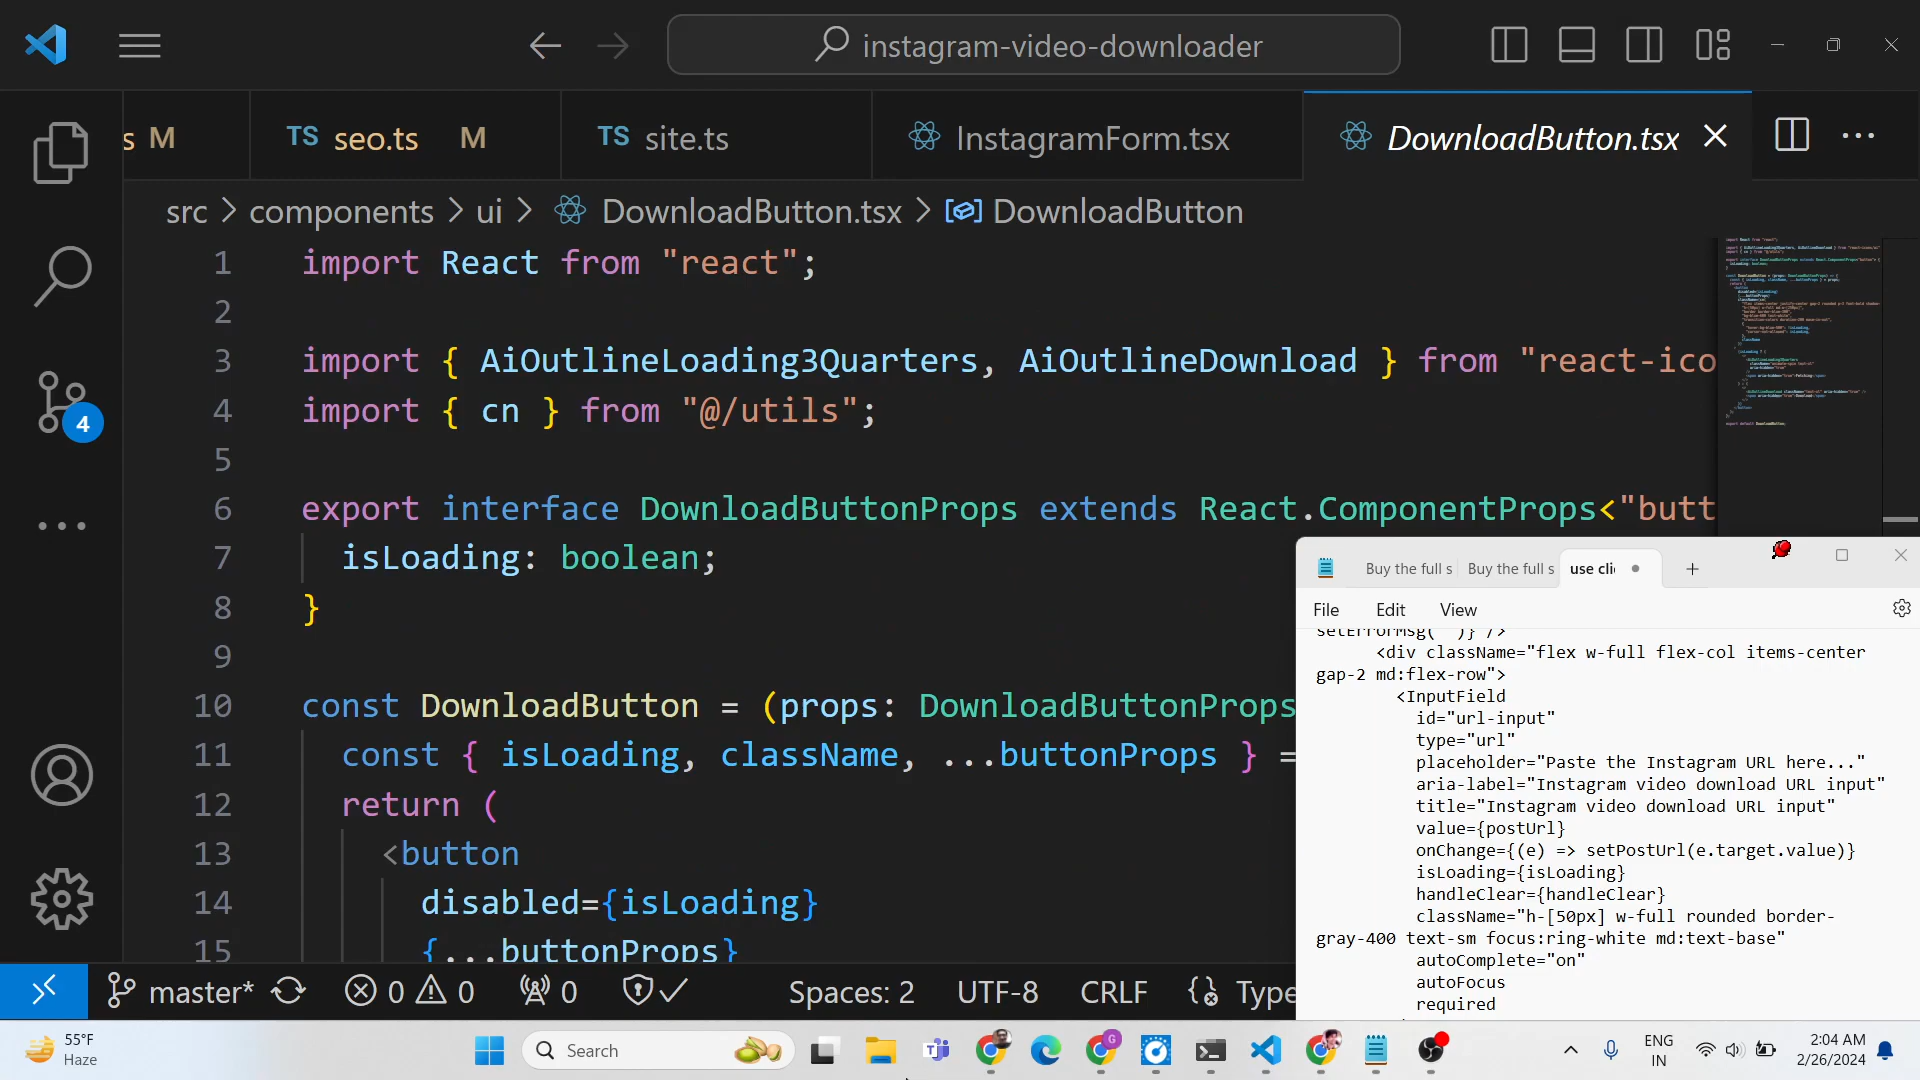 instagram-video-downloader
s M
TS seo.ts M
TS site.ts
InstagramForm.tsx
DownloadButton.tsx
src > components > ui > DownloadButton.tsx > DownloadButton
1 import React from "react";
2
3 import { AiOutlineLoading3Quarters, AiOutlineDownload } from "react-ico
4 import { cn } from "@/utils";
5
6 export interface DownloadButtonProps extends React.ComponentProps<"butt
7 isLoading: boolean;
8 }
9
10 const DownloadButton = (props: DownloadButtonProps
11 const { isLoading, className, ...buttonProps } =
12 return (
13 <button
14 disabled={isLoading}
15 {...buttonProps}
4
master* 0 0 0 Spaces: 2 UTF-8 CRLF Type
Buy the full s Buy the full s use cli
File Edit View
setErrorMsg("")} />
<div className="flex w-full flex-col items-center
gap-2 md:flex-row">
<InputField
id="url-input"
type="url"
placeholder="Paste the Instagram URL here..."
aria-label="Instagram video download URL input"
title="Instagram video download URL input"
value={postUrl}
onChange={(e) => setPostUrl(e.target.value)}
isLoading={isLoading}
handleClear={handleClear}
className="h-[50px] w-full rounded border-
gray-400 text-sm focus:ring-white md:text-base"
autoComplete="on"
autoFocus
required
55°F
Haze
Search
ENG
IN
2:04 AM
2/26/2024